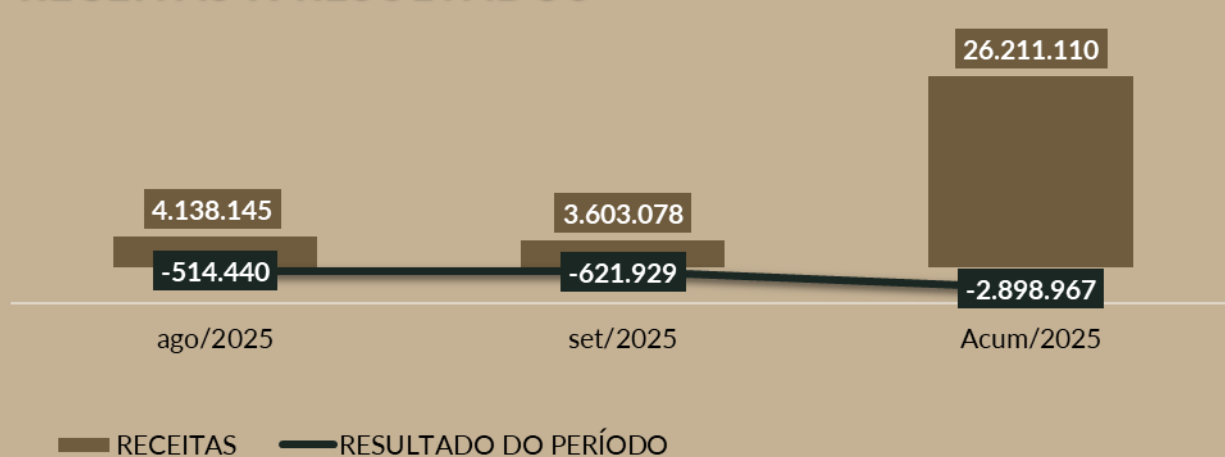 26.211.110
4.138.145
3.603.078
-514.440
-621.929
-2.898.967
ago/2025
set/2025
Acum/2025
RECEITAS
RESULTADO DO PERÍODO